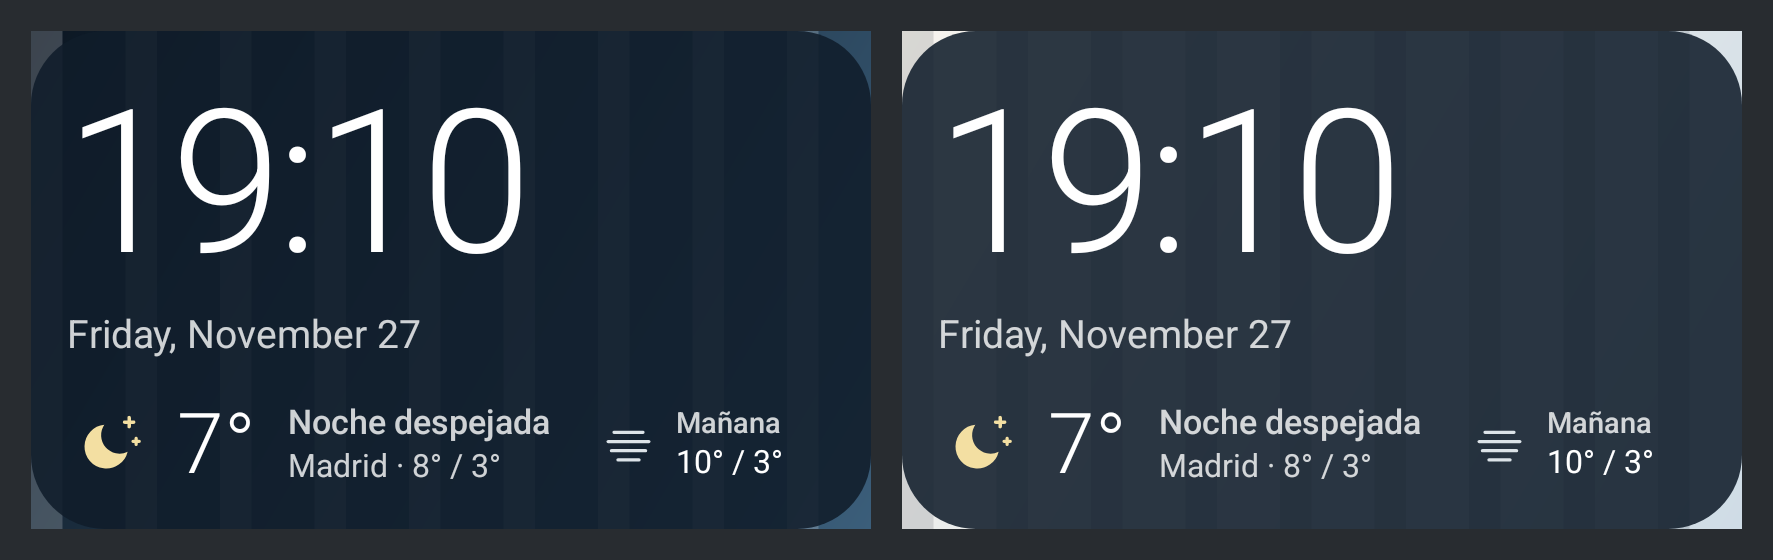 19:10
Friday, November 27
7°
Noche despejada
Madrid · 8° / 3°
Mañana
10° / 3°
19:10
Friday, November 27
7°
Noche despejada
Madrid · 8° / 3°
Mañana
10° / 3°